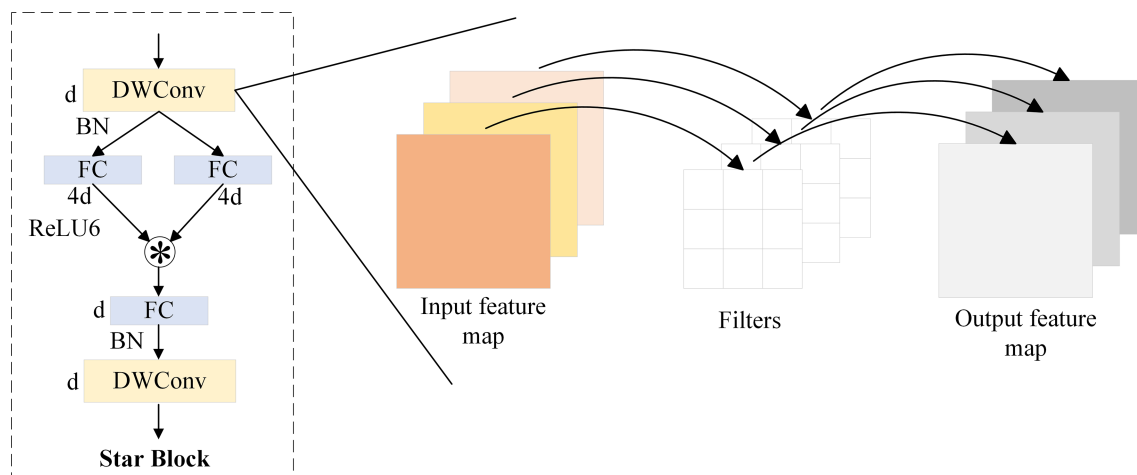 d
DWConv
BN
FC
FC
4d
4d
ReLU6
*
d
FC
BN
d
DWConv
Star Block
Input feature
map
Filters
Output feature
map